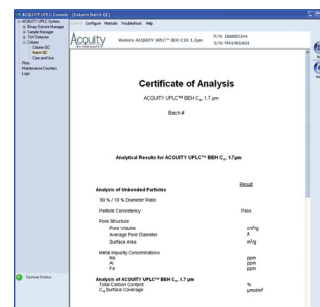 ACQUITY UPLC Console
[Column Batch QC]
Control Configure Maintain Troubleshoot Help
ACQUITY UPLC System
Binary Solvent Manager
Sample Manager
TUV Detector
Column
Column QC
Batch QC
Care and Use
Plots
Maintenance Counters
Logs
Acquity
Waters ACQUITY UPLC™ BEH C18 1.7µm
Certificate of Analysis
ACQUITY UPLC™ BEH C₁₈, 1.7 µm
Batch #
Analytical Results for ACQUITY UPLC™ BEH C₁₈, 1.7µm
Result
Analysis of Unbonded Particles
90 % / 10 % Diameter Ratio
Particle Consistency Pass
Pore Structure
Pore Volume cm³/g
Average Pore Diameter Å
Surface Area m²/g
Metal Impurity Concentrations
Na ppm
Al ppm
Fe ppm
Analysis of ACQUITY UPLC™ BEH C₁₈, 1.7 µm
Total Carbon Content %
C₁₈ Surface Coverage µmol/m²
System Status